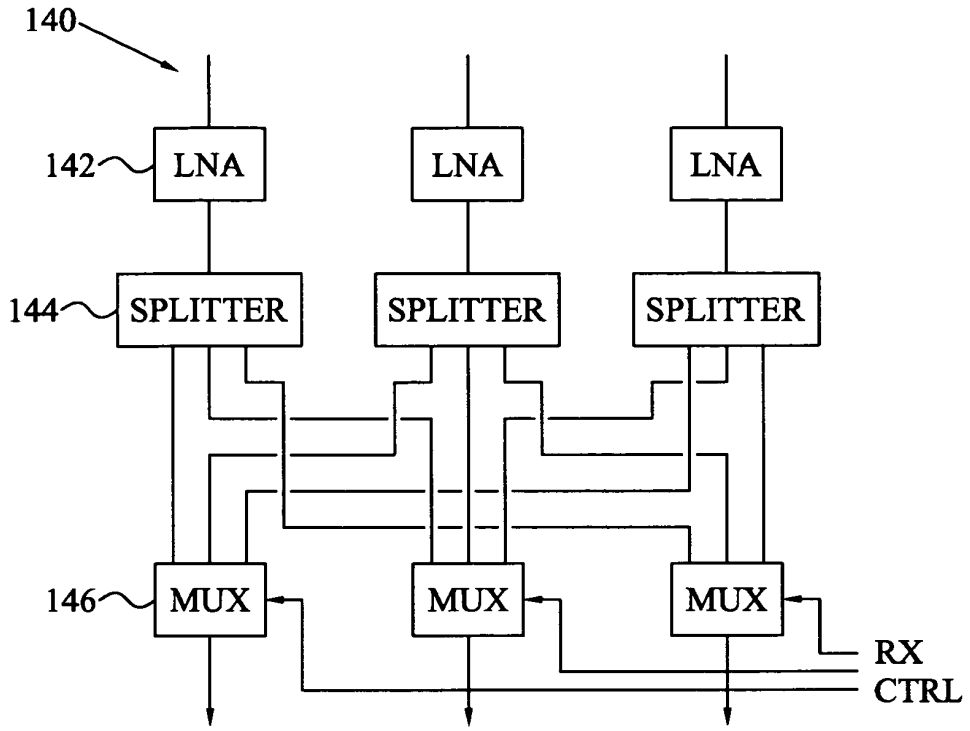 140
142 LNA LNA LNA
144 SPLITTER SPLITTER SPLITTER
146 MUX MUX MUX
RX
CTRL